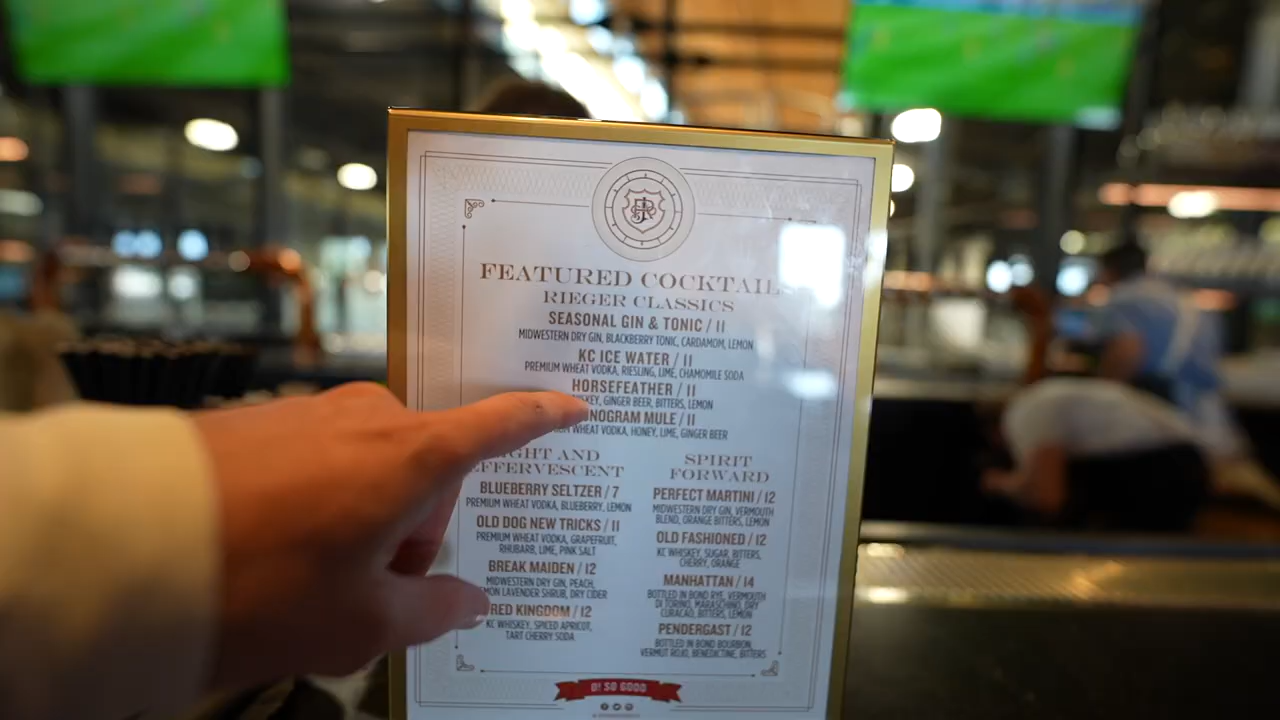 FEATURED COCKTAIL
RIEGER CLASSICS
SEASONAL GIN & TONIC / 11
MIDWESTERN DRY GIN, BLACKBERRY TONIC, CARDAMOM, LEMON
KC ICE WATER / 11
PREMIUM WHEAT VODKA, RIESLING, LIME, CHAMOMILE SODA
HORSEFEATHER / 11
GINGER BEER, BITTERS, LEMON
MULE / 11
WHEAT VODKA, HONEY, LIME, GINGER BEER
AND
EFFERVESCENT
BLUEBERRY SELTZER / 7
PREMIUM WHEAT VODKA, BLUEBERRY, LEMON
OLD DOG NEW TRICKS / 11
PREMIUM WHEAT VODKA, GRAPEFRUIT,
RHUBARB, LIME, PINK SALT
BREAK MAIDEN / 12
MIDWESTERN DRY GIN, PEACH,
LAVENDER SHRUB, DRY CIDER
RED KINGDOM / 12
KC WHISKEY, SPICED APRICOT,
TART CHERRY SODA
SPIRIT
FORWARD
PERFECT MARTINI / 12
MIDWESTERN DRY GIN, VERMOUTH
BLEND, ORANGE BITTERS, LEMON
OLD FASHIONED / 12
KC WHISKEY, SUGAR, BITTERS,
CHERRY, ORANGE
MANHATTAN / 14
BOTTLED IN BOND RYE, VERMOUTH
DI TORINO, MARASCHINO, DRY
CURACAO, BITTERS, LEMON
PENDERGAST / 12
BOTTLED IN BOND BOURBON,
VERMUT ROJO, BENEDICTINE, BITTERS
O! SO GOOD